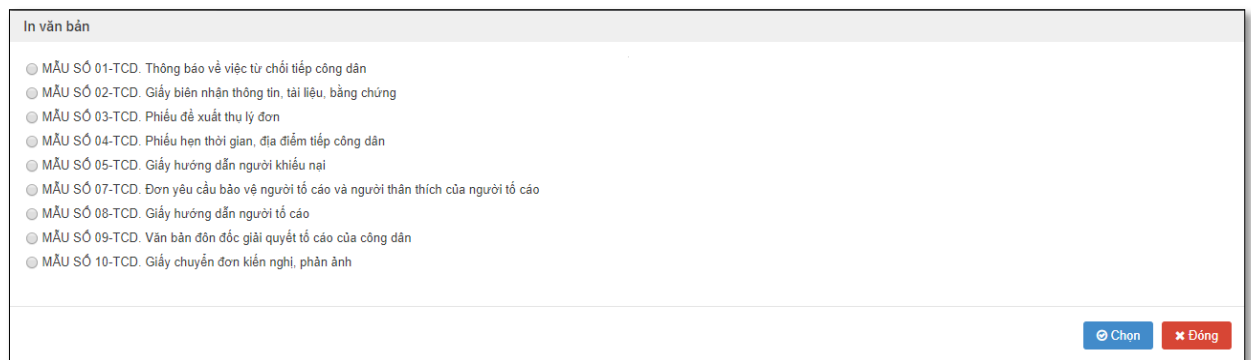 In văn bản
MẪU SỐ 01-TCD. Thông báo về việc từ chối tiếp công dân
MẪU SỐ 02-TCD. Giấy biên nhận thông tin, tài liệu, bằng chứng
MẪU SỐ 03-TCD. Phiếu đề xuất thụ lý đơn
MẪU SỐ 04-TCD. Phiếu hẹn thời gian, địa điểm tiếp công dân
MẪU SỐ 05-TCD. Giấy hướng dẫn người khiếu nại
MẪU SỐ 07-TCD. Đơn yêu cầu bảo vệ người tố cáo và người thân thích của người tố cáo
MẪU SỐ 08-TCD. Giấy hướng dẫn người tố cáo
MẪU SỐ 09-TCD. Văn bản đôn đốc giải quyết tố cáo của công dân
MẪU SỐ 10-TCD. Giấy chuyển đơn kiến nghị, phản ảnh
Chọn Đóng